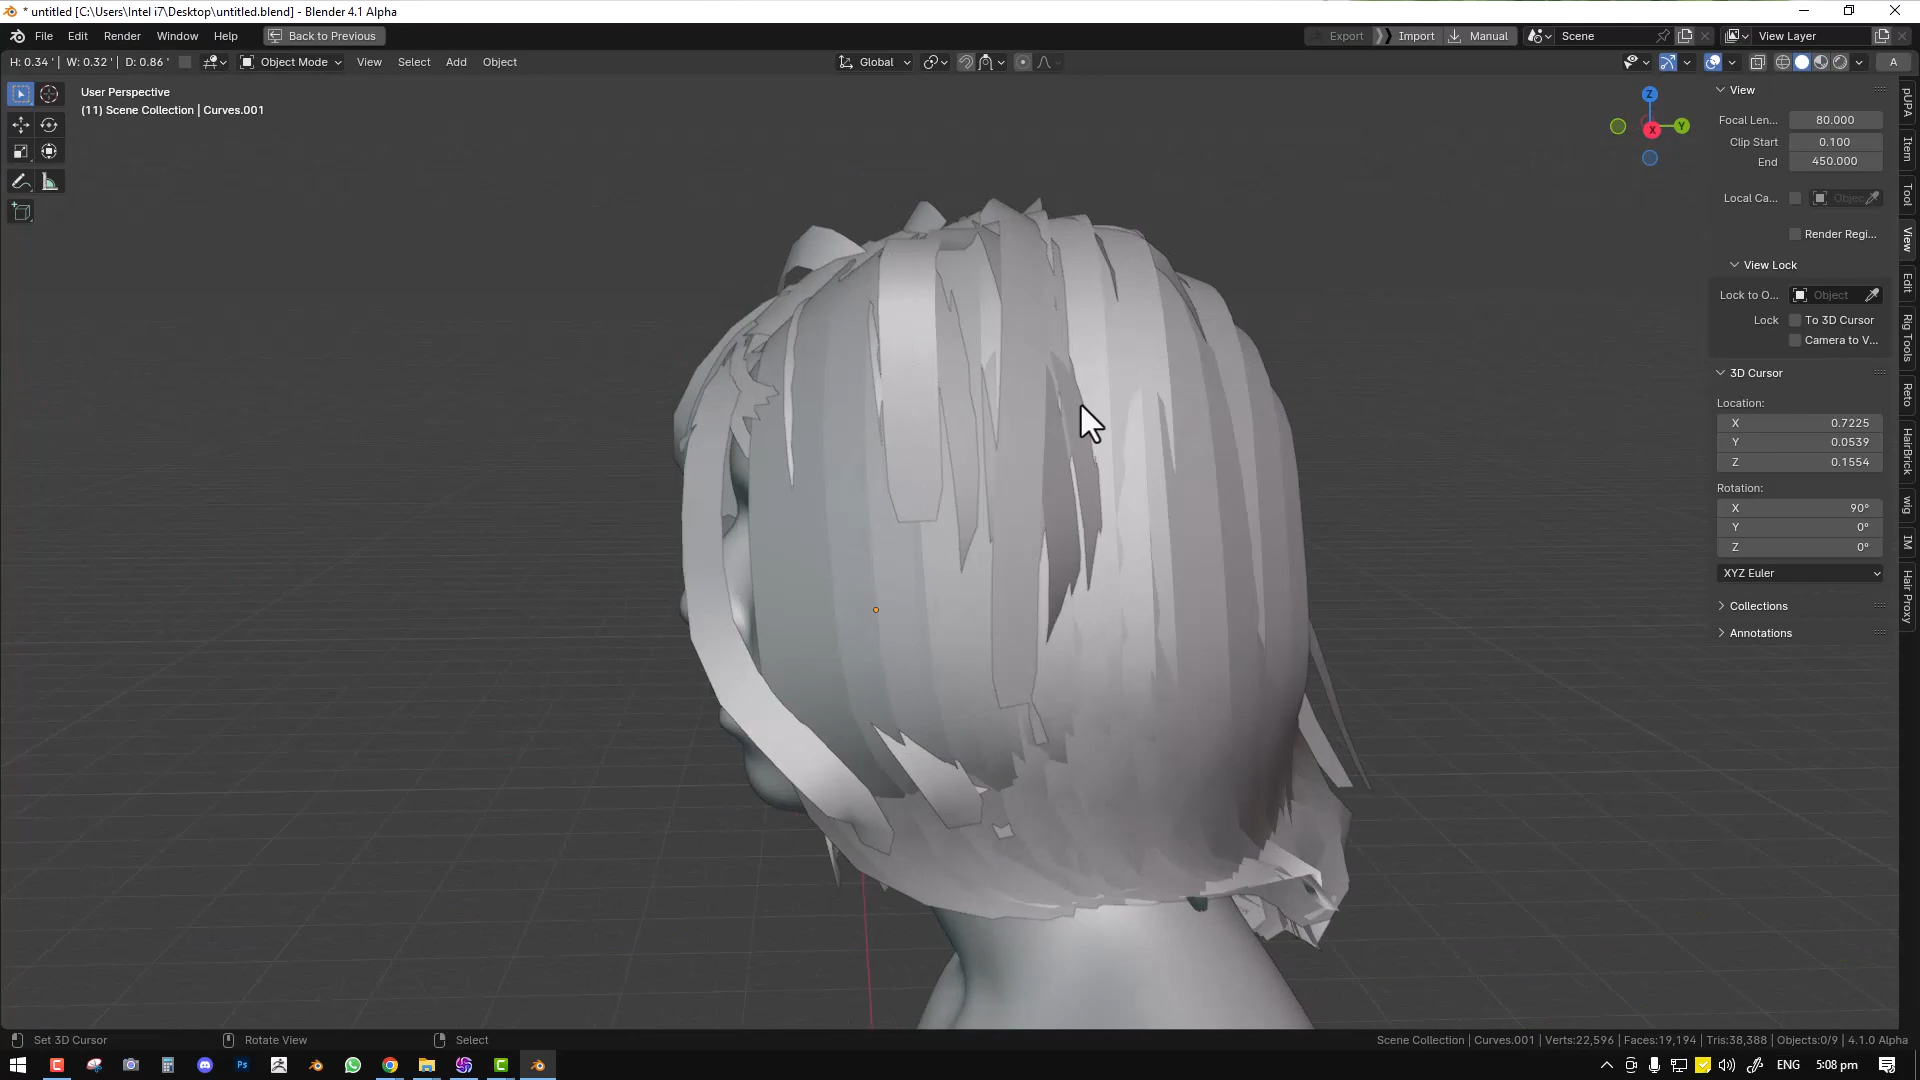 * untitled [C:\Users\Intel i7\Desktop\untitled.blend] - Blender 4.1 Alpha
File Edit Render Window Help Back to Previous Export Import Manual Scene View Layer
H: 0.34 ' | W: 0.32 ' | D: 0.86 ' Object Mode View Select Add Object Global A
User Perspective
(11) Scene Collection | Curves.001
Z
Y
X
View
Focal Len... 80.000
Clip Start 0.100
End 450.000
Local Ca... Objec
Render Regi...
View Lock
Lock to O... Object
Lock To 3D Cursor
Camera to V...
3D Cursor
Location:
X 0.7225
Y 0.0539
Z 0.1554
Rotation:
X 90°
Y 0°
Z 0°
XYZ Euler
Collections
Annotations
pUPA
Item
Tool
View
Edit
Rig Tools
Reto
HairBrick
wig
IM
Hair Proxy
Set 3D Cursor Rotate View Select Scene Collection | Curves.001 | Verts:22,596 | Faces:19,194 | Tris:38,388 | Objects:0/9 | 4.1.0 Alpha
Ps ENG 5:08 pm